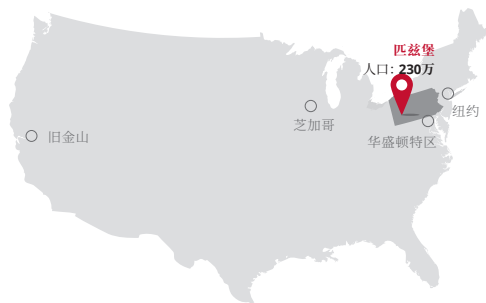 匹兹堡
人口：230万
纽约
芝加哥
旧金山
华盛顿特区